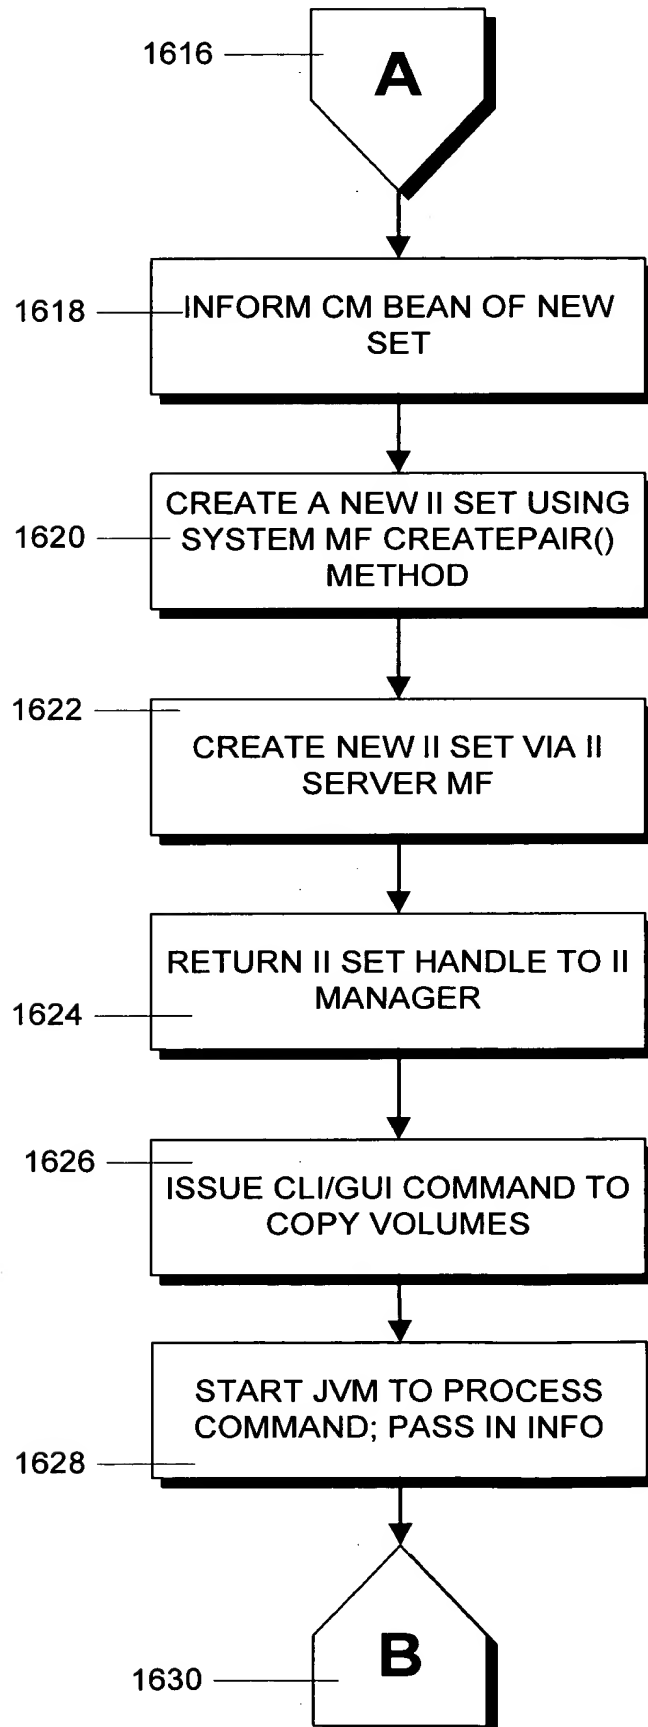 1616
A
1618
INFORM CM BEAN OF NEW
SET
CREATE A NEW II SET USING
1620
SYSTEM MF CREATEPAIR()
METHOD
1622
CREATE NEW II SET VIA II
SERVER MF
RETURN II SET HANDLE TO II
MANAGER
1624
1626
ISSUE CLI/GUI COMMAND TO
COPY VOLUMES
START JVM TO PROCESS
COMMAND; PASS IN INFO
1628
B
1630